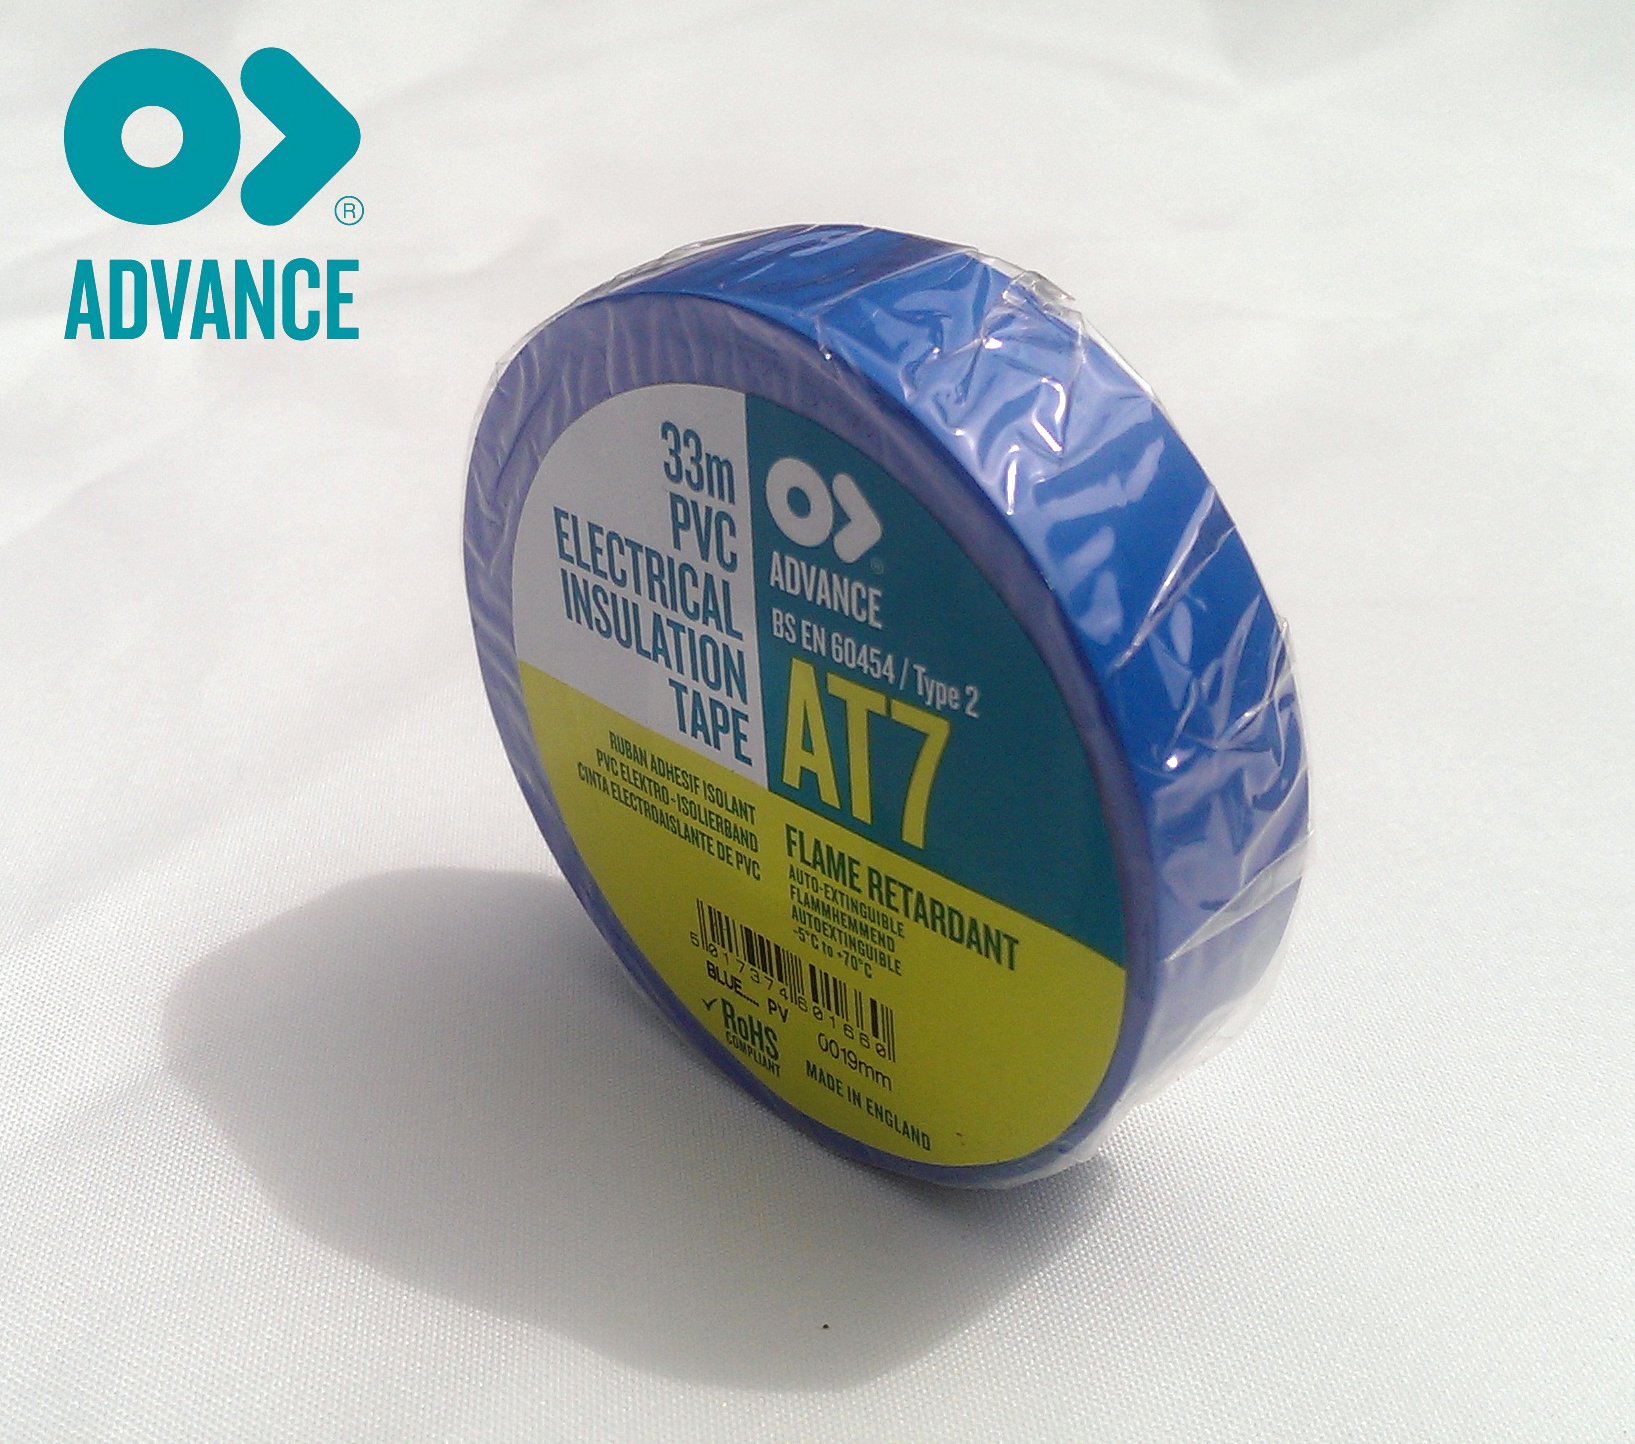 ADVANCE
®
33m
PVC
ELECTRICAL
INSULATION
TAPE
ADVANCE
®
BS EN 60454 / Type 2
AT7
RUBAN ADHESIF ISOLANT
PVC ELEKTRO-ISOLIERBAND
CINTA ELECTROAISLANTE DE PVC
FLAME RETARDANT
AUTO-EXTINGUIBLE
FLAMMHEMMEND
AUTOEXTINGUIBLE
-5°C to +70°C
5017374601660
BLUE.... PV 0019mm
✓ RoHS
COMPLIANT
MADE IN ENGLAND